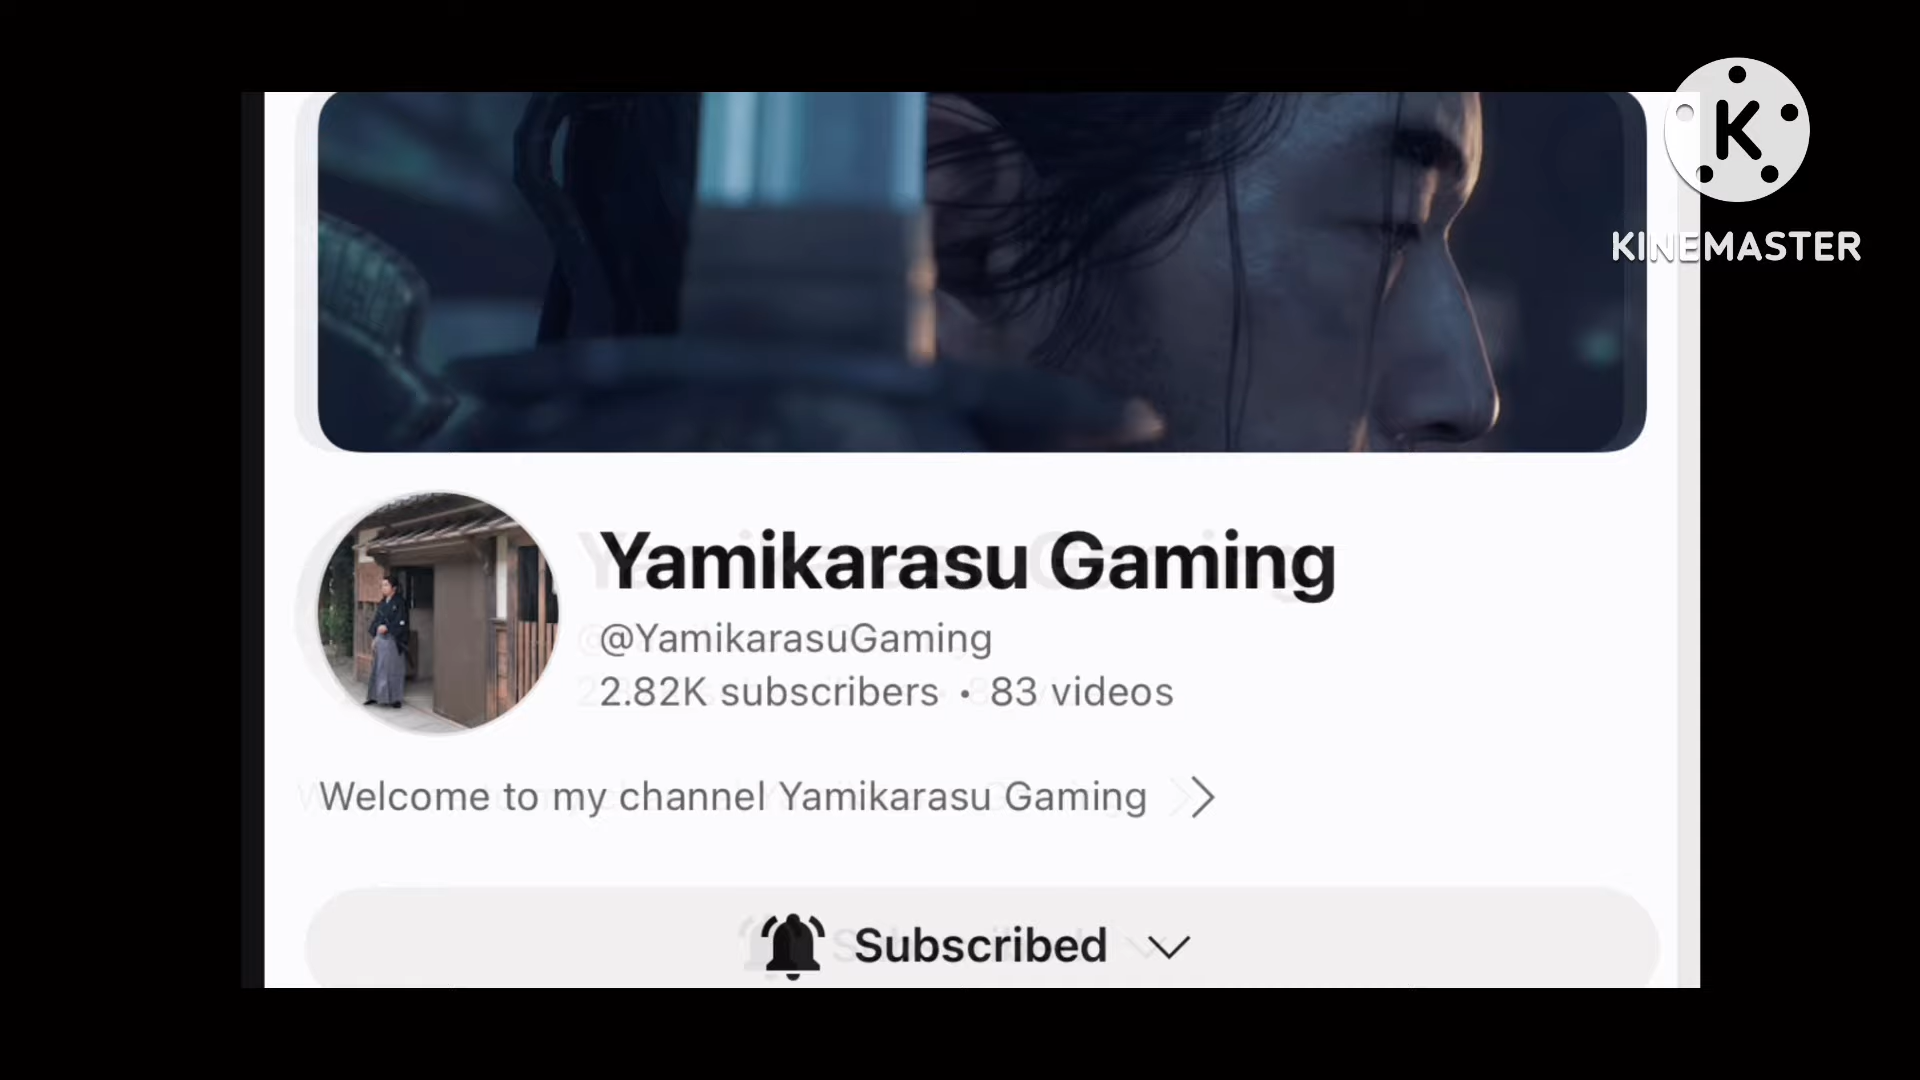 K
KINEMASTER
Yamikarasu Gaming
@YamikarasuGaming
2.82K subscribers • 83 videos
Welcome to my channel Yamikarasu Gaming
Subscribed